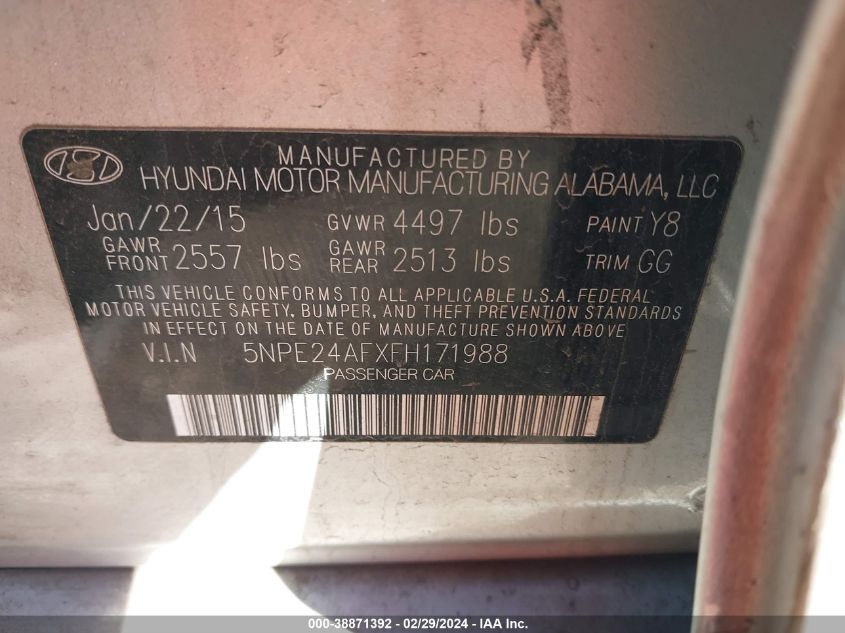 MANUFACTURED BY
HYUNDAI MOTOR MANUFACTURING ALABAMA, LLC
Jan/22/15 GVWR 4497 lbs PAINT Y8
GAWR FRONT 2557 lbs GAWR REAR 2513 lbs TRIM GG
THIS VEHICLE CONFORMS TO ALL APPLICABLE U.S.A. FEDERAL
MOTOR VEHICLE SAFETY, BUMPER, AND THEFT PREVENTION STANDARDS
IN EFFECT ON THE DATE OF MANUFACTURE SHOWN ABOVE
V.I.N 5NPE24AFXFH171988
PASSENGER CAR
000-38871392 - 02/29/2024 - IAA Inc.